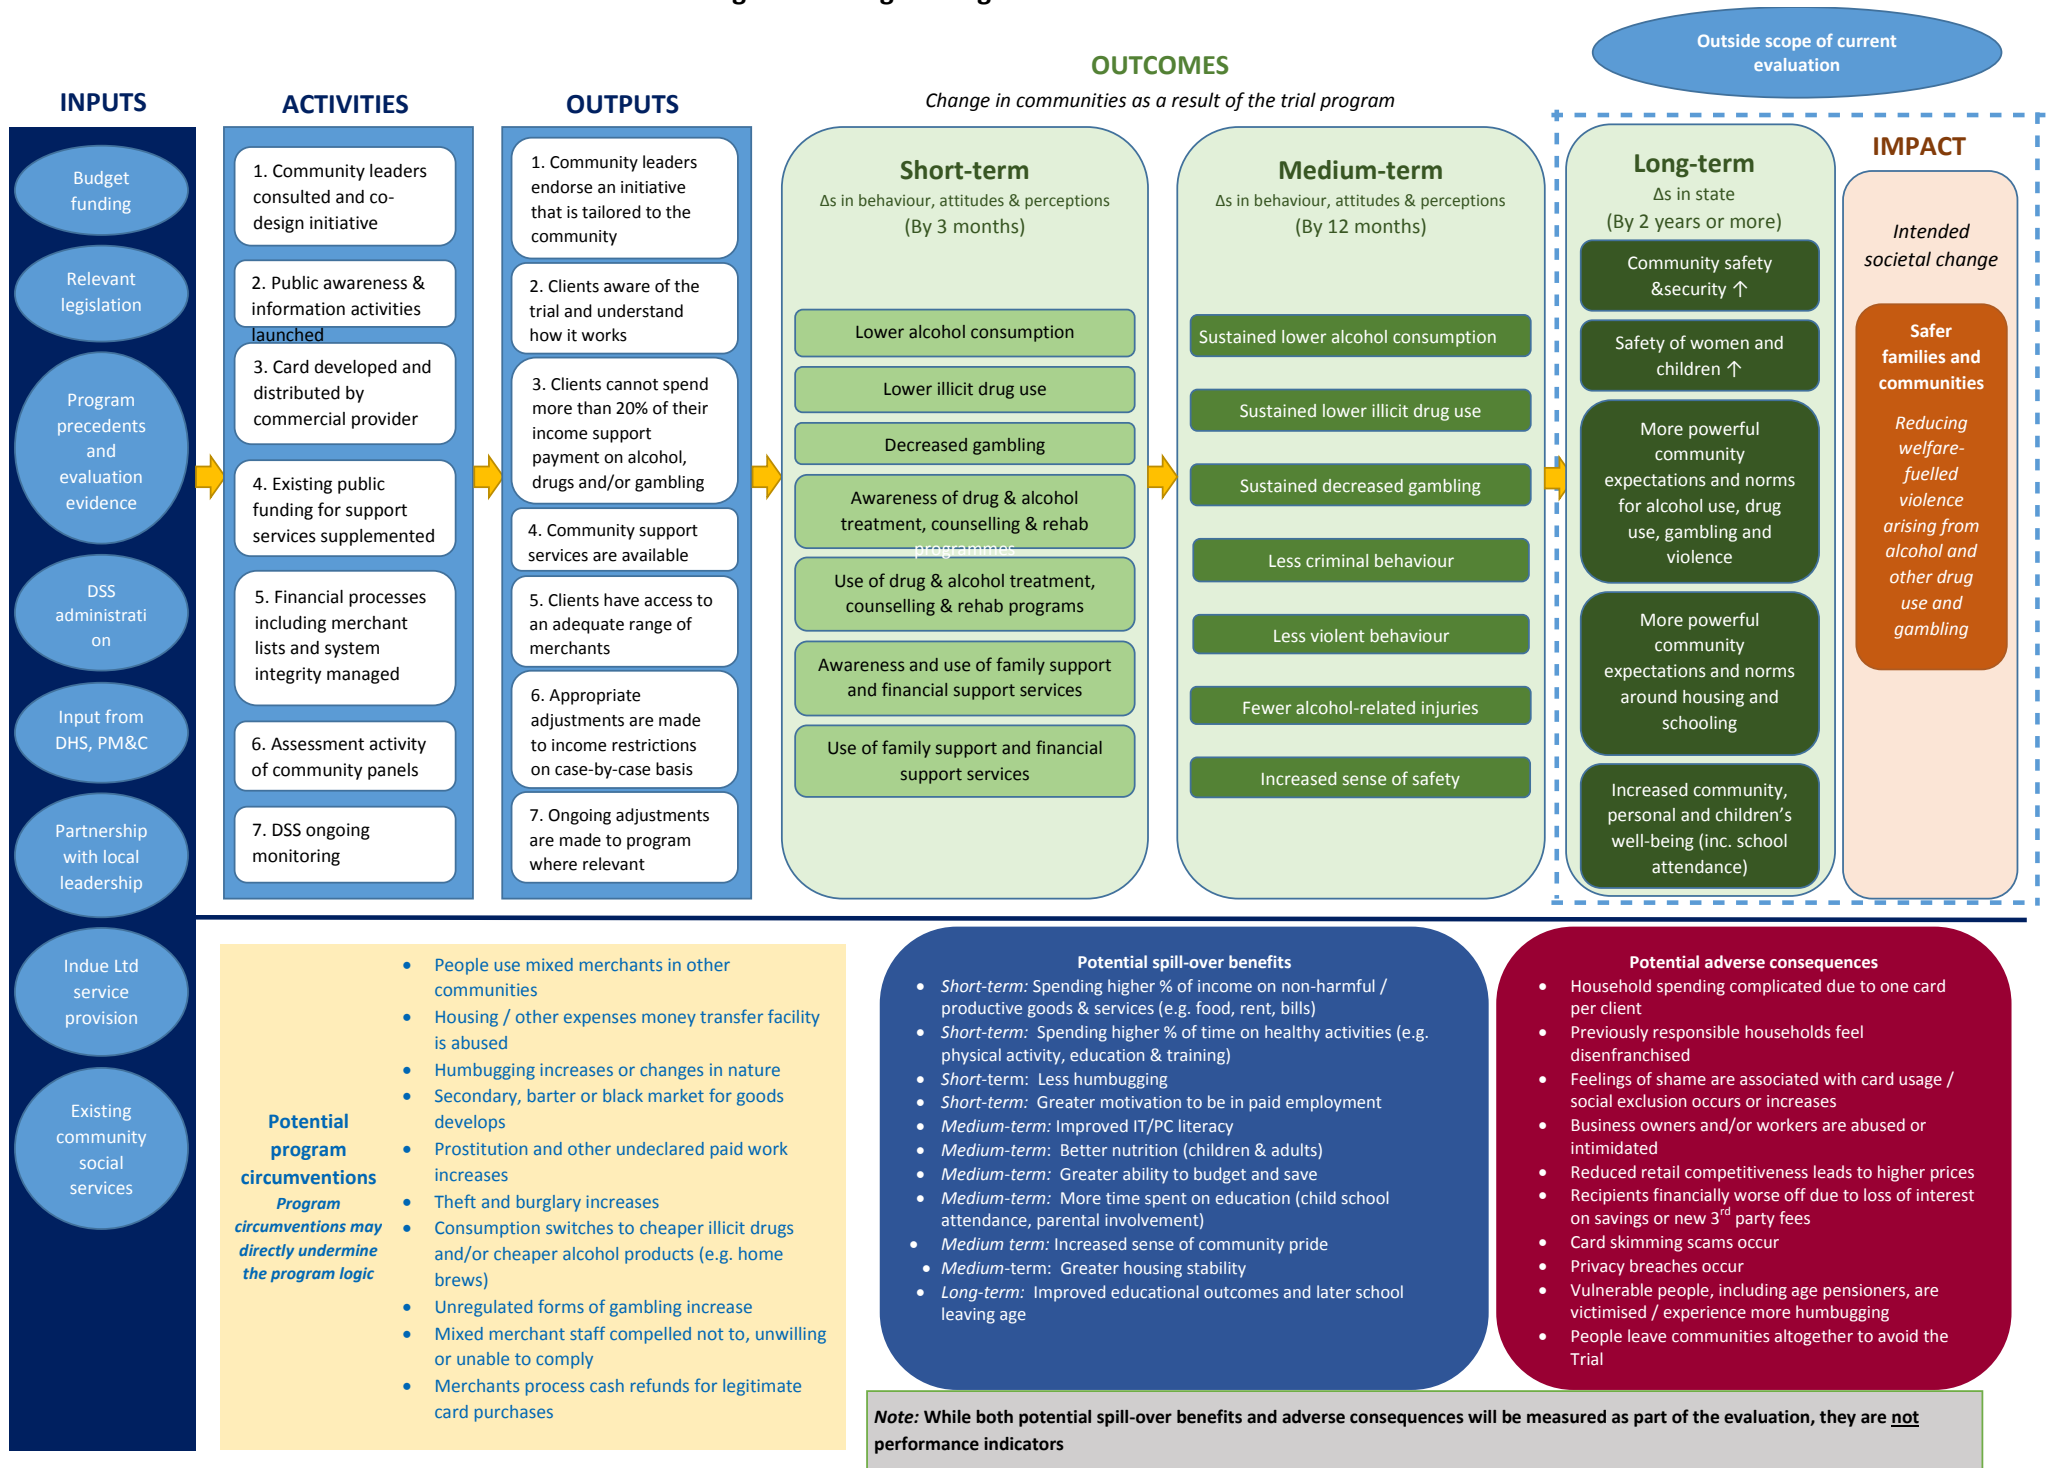 OUTCOMES
Change in communities as a result of the trial program
Outside scope of current
evaluation
INPUTS
Budget
funding
Relevant
legislation
Program
precedents
and
evaluation
evidence
DSS
administrati
on
Input from
DHS, PM&C
Partnership
with local
leadership
Indue Ltd
service
provision
Existing
community
social
services
ACTIVITIES
1. Community leaders
consulted and co-
design initiative
2. Public awareness &
information activities
launched
3. Card developed and
distributed by
commercial provider
4. Existing public
funding for support
services supplemented
5. Financial processes
including merchant
lists and system
integrity managed
6. Assessment activity
of community panels
7. DSS ongoing
monitoring
OUTPUTS
1. Community leaders
endorse an initiative
that is tailored to the
community
2. Clients aware of the
trial and understand
how it works
3. Clients cannot spend
more than 20% of their
income support
payment on alcohol,
drugs and/or gambling
4. Community support
services are available
5. Clients have access to
an adequate range of
merchants
6. Appropriate
adjustments are made
to income restrictions
on case-by-case basis
7. Ongoing adjustments
are made to program
where relevant
Short-term
Δs in behaviour, attitudes & perceptions
(By 3 months)
Lower alcohol consumption
Lower illicit drug use
Decreased gambling
Awareness of drug & alcohol
treatment, counselling & rehab
programmes
Use of drug & alcohol treatment,
counselling & rehab programs
Awareness and use of family support
and financial support services
Use of family support and financial
support services
Medium-term
Δs in behaviour, attitudes & perceptions
(By 12 months)
Sustained lower alcohol consumption
Sustained lower illicit drug use
Sustained decreased gambling
Less criminal behaviour
Less violent behaviour
Fewer alcohol-related injuries
Increased sense of safety
Long-term
Δs in state
(By 2 years or more)
Community safety
&security ↑
Safety of women and
children ↑
More powerful
community
expectations and norms
for alcohol use, drug
use, gambling and
violence
More powerful
community
expectations and norms
around housing and
schooling
Increased community,
personal and children's
well-being (inc. school
attendance)
IMPACT
Intended
societal change
Safer
families and
communities
Reducing
welfare-
fuelled
violence
arising from
alcohol and
other drug
use and
gambling
Potential
program
circumventions
Program
circumventions may
directly undermine
the program logic
• People use mixed merchants in other
communities
• Housing / other expenses money transfer facility
is abused
• Humbugging increases or changes in nature
• Secondary, barter or black market for goods
develops
• Prostitution and other undeclared paid work
increases
• Theft and burglary increases
• Consumption switches to cheaper illicit drugs
and/or cheaper alcohol products (e.g. home
brews)
• Unregulated forms of gambling increase
• Mixed merchant staff compelled not to, unwilling
or unable to comply
• Merchants process cash refunds for legitimate
card purchases
Potential spill-over benefits
• Short-term: Spending higher % of income on non-harmful /
productive goods & services (e.g. food, rent, bills)
• Short-term: Spending higher % of time on healthy activities (e.g.
physical activity, education & training)
• Short-term: Less humbugging
• Short-term: Greater motivation to be in paid employment
• Medium-term: Improved IT/PC literacy
• Medium-term: Better nutrition (children & adults)
• Medium-term: Greater ability to budget and save
• Medium-term: More time spent on education (child school
attendance, parental involvement)
• Medium term: Increased sense of community pride
• Medium-term: Greater housing stability
• Long-term: Improved educational outcomes and later school
leaving age
Potential adverse consequences
• Household spending complicated due to one card
per client
• Previously responsible households feel
disenfranchised
• Feelings of shame are associated with card usage /
social exclusion occurs or increases
• Business owners and/or workers are abused or
intimidated
• Reduced retail competitiveness leads to higher prices
• Recipients financially worse off due to loss of interest
on savings or new 3rd party fees
• Card skimming scams occur
• Privacy breaches occur
• Vulnerable people, including age pensioners, are
victimised / experience more humbugging
• People leave communities altogether to avoid the
Trial
Note: While both potential spill-over benefits and adverse consequences will be measured as part of the evaluation, they are not
performance indicators